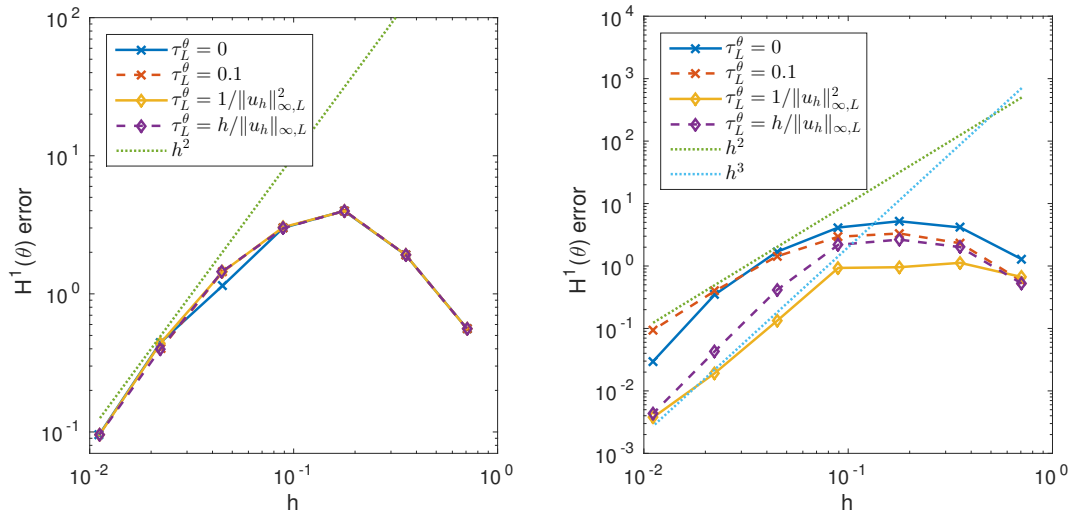 10^2
10^1
10^0
10^{-1}
H^1(θ) error
τ_L^θ = 0
τ_L^θ = 0.1
τ_L^θ = 1/‖u_h‖_{∞,L}^2
τ_L^θ = h/‖u_h‖_{∞,L}
h^2
10^{-2} 10^{-1} 10^0
h
10^4
10^3
10^2
10^1
10^0
10^{-1}
10^{-2}
10^{-3}
H^1(θ) error
τ_L^θ = 0
τ_L^θ = 0.1
τ_L^θ = 1/‖u_h‖_{∞,L}^2
τ_L^θ = h/‖u_h‖_{∞,L}
h^2
h^3
10^{-2} 10^{-1} 10^0
h